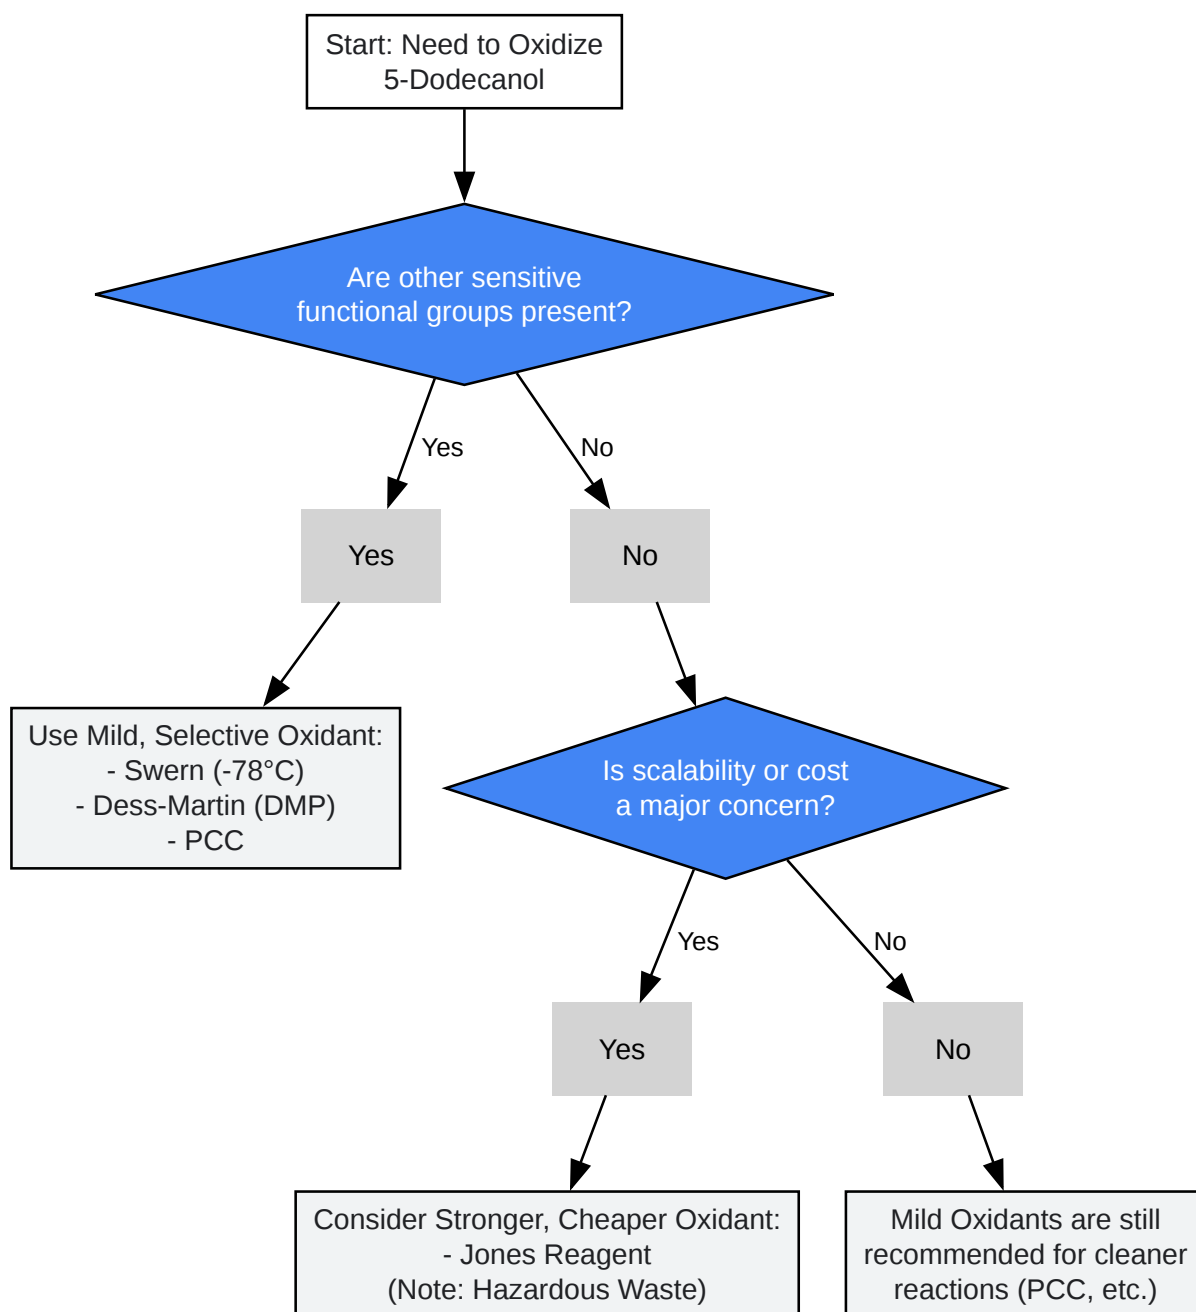 Start: Need to Oxidize
5-Dodecanol
Are other sensitive
functional groups present?
Yes
No
Yes
No
Use Mild, Selective Oxidant:
- Swern (-78°C)
- Dess-Martin (DMP)
- PCC
Is scalability or cost
a major concern?
Yes
No
Yes
No
Consider Stronger, Cheaper Oxidant:
- Jones Reagent
(Note: Hazardous Waste)
Mild Oxidants are still
recommended for cleaner
reactions (PCC, etc.)